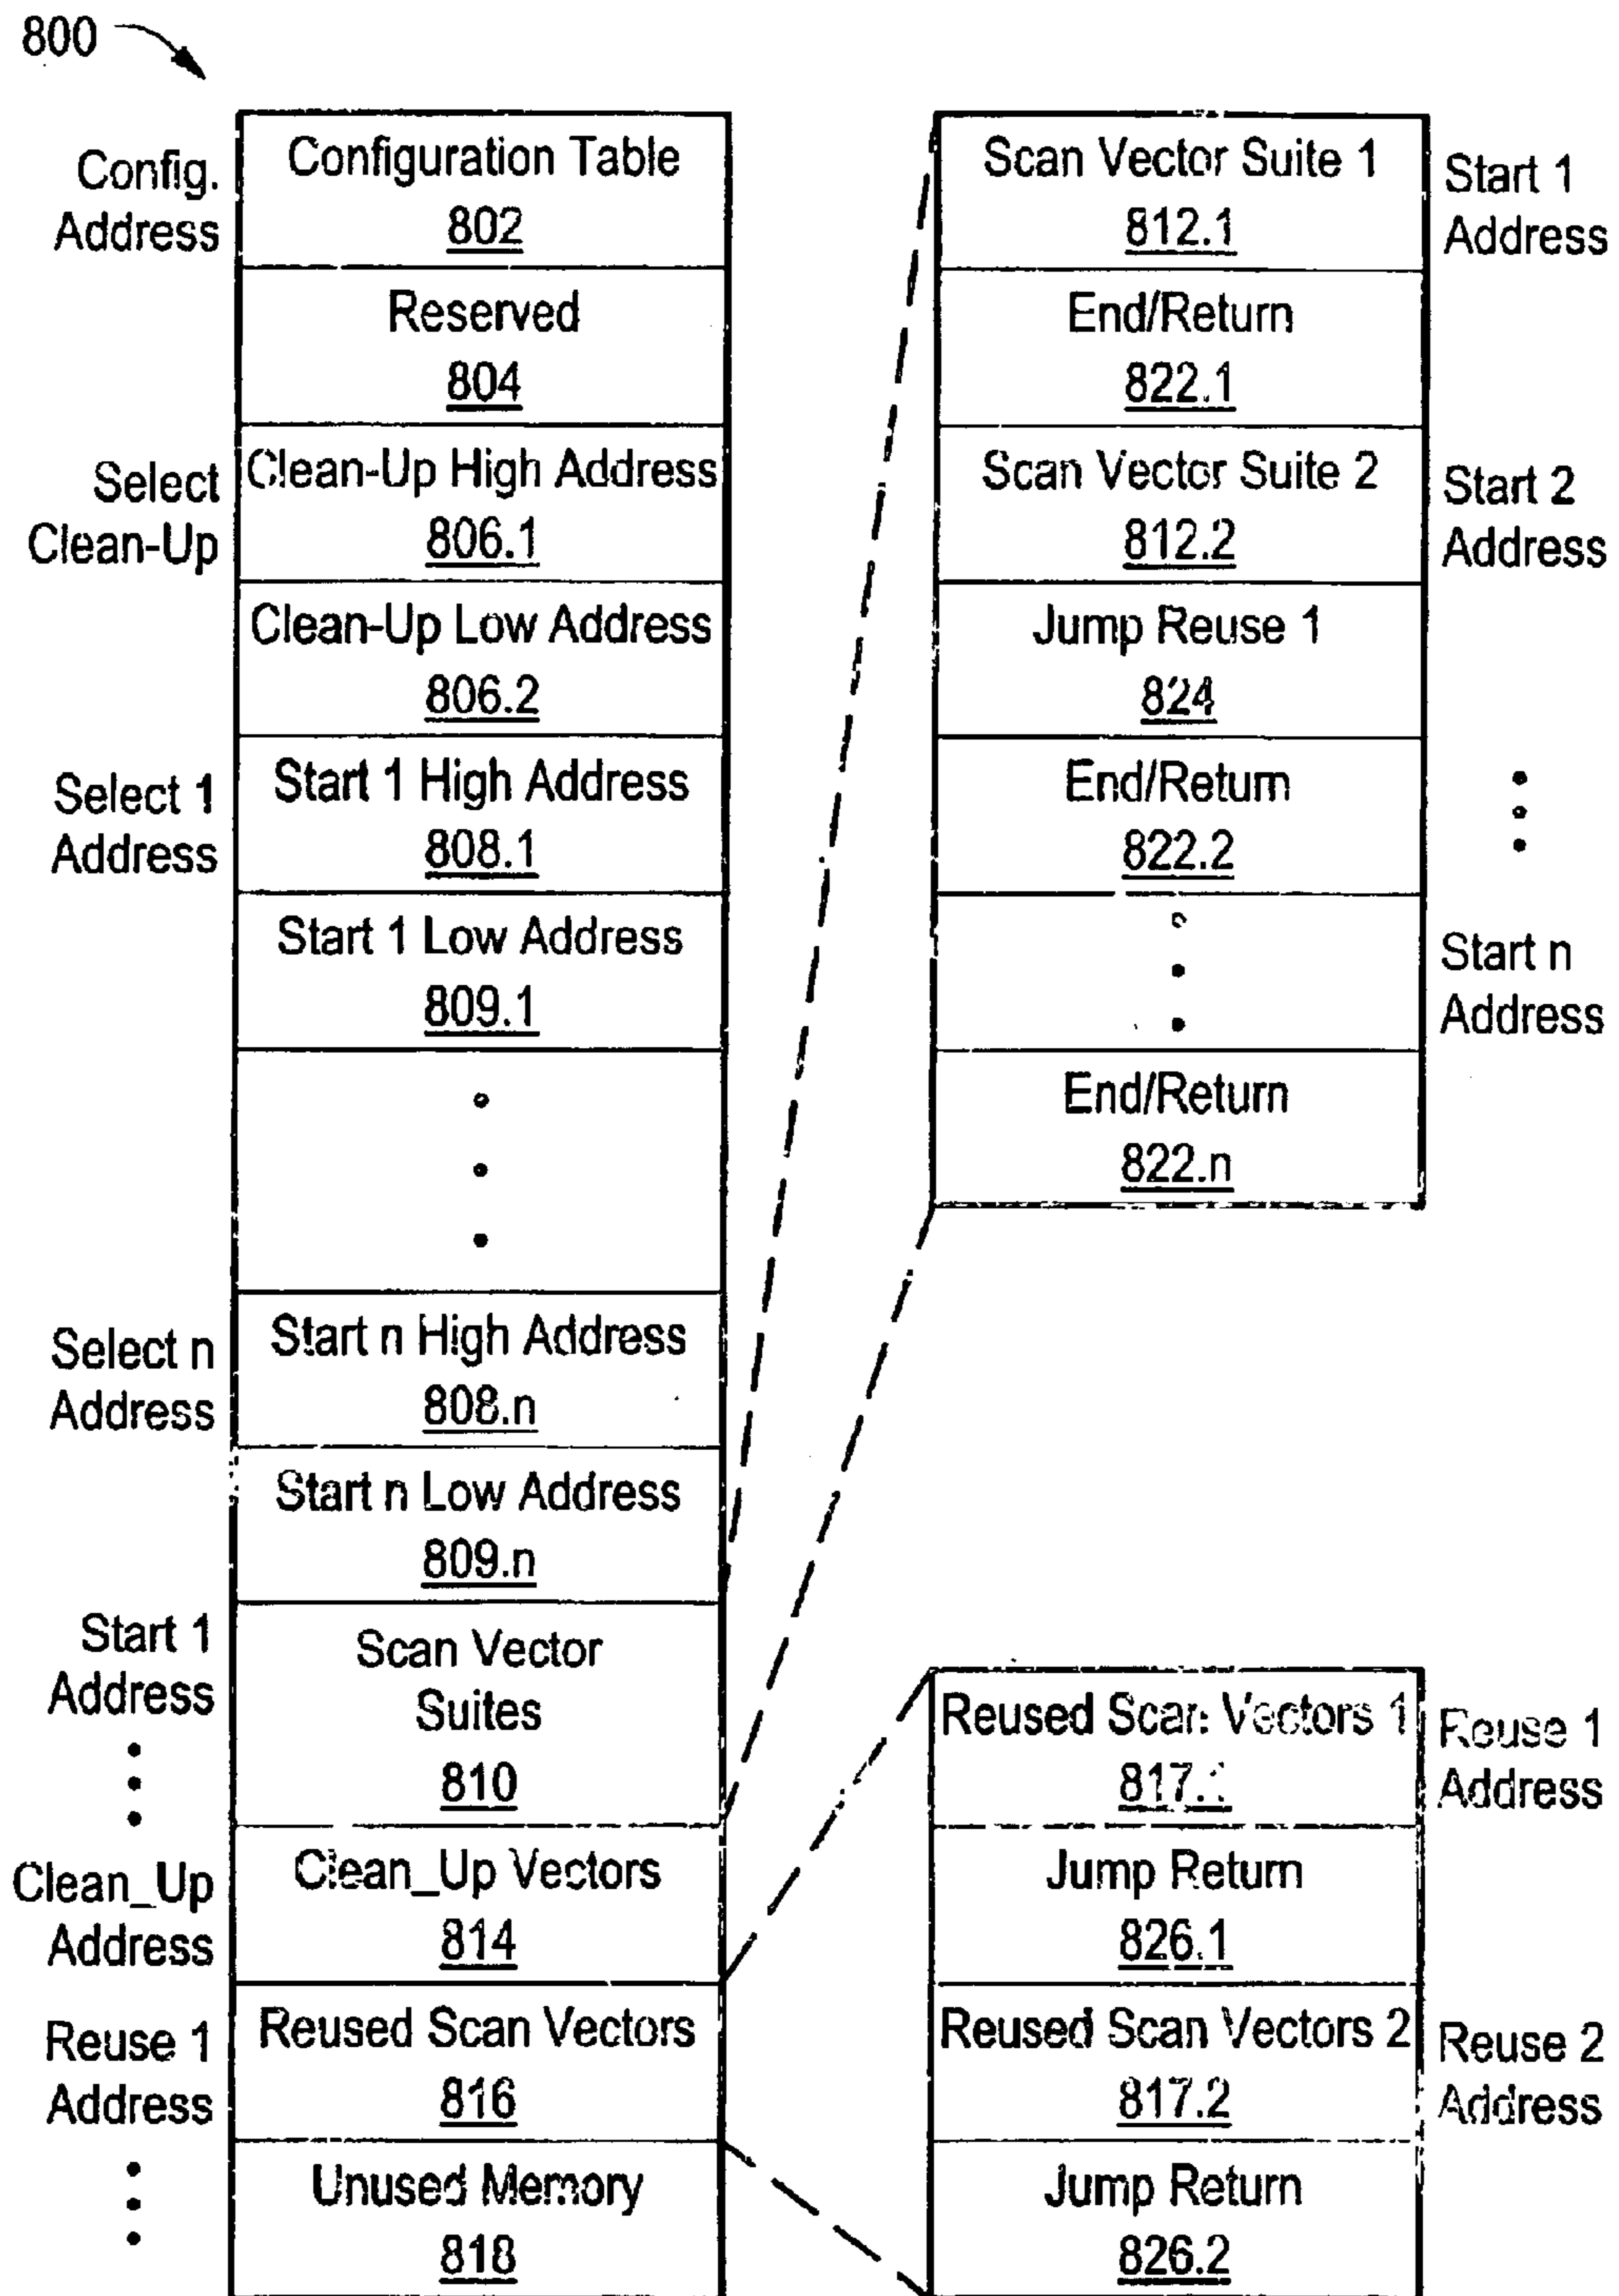 800
Config.
Address
Configuration Table
802
Reserved
804
Select
Clean-Up
Clean-Up High Address
806.1
Clean-Up Low Address
806.2
Select 1
Address
Start 1 High Address
808.1
Start 1 Low Address
809.1
Select n
Address
Start n High Address
808.n
Start n Low Address
809.n
Start 1
Address
Scan Vector
Suites
810
Clean_Up
Address
Clean_Up Vectors
814
Reuse 1
Address
Reused Scan Vectors
816
Unused Memory
818
Scan Vector Suite 1
812.1
Start 1
Address
End/Return
822.1
Scan Vector Suite 2
812.2
Start 2
Address
Jump Reuse 1
824
End/Return
822.2
Start n
Address
End/Return
822.n
Reused Scan Vectors 1
817.1
Reuse 1
Address
Jump Return
826.1
Reused Scan Vectors 2
817.2
Reuse 2
Address
Jump Return
826.2